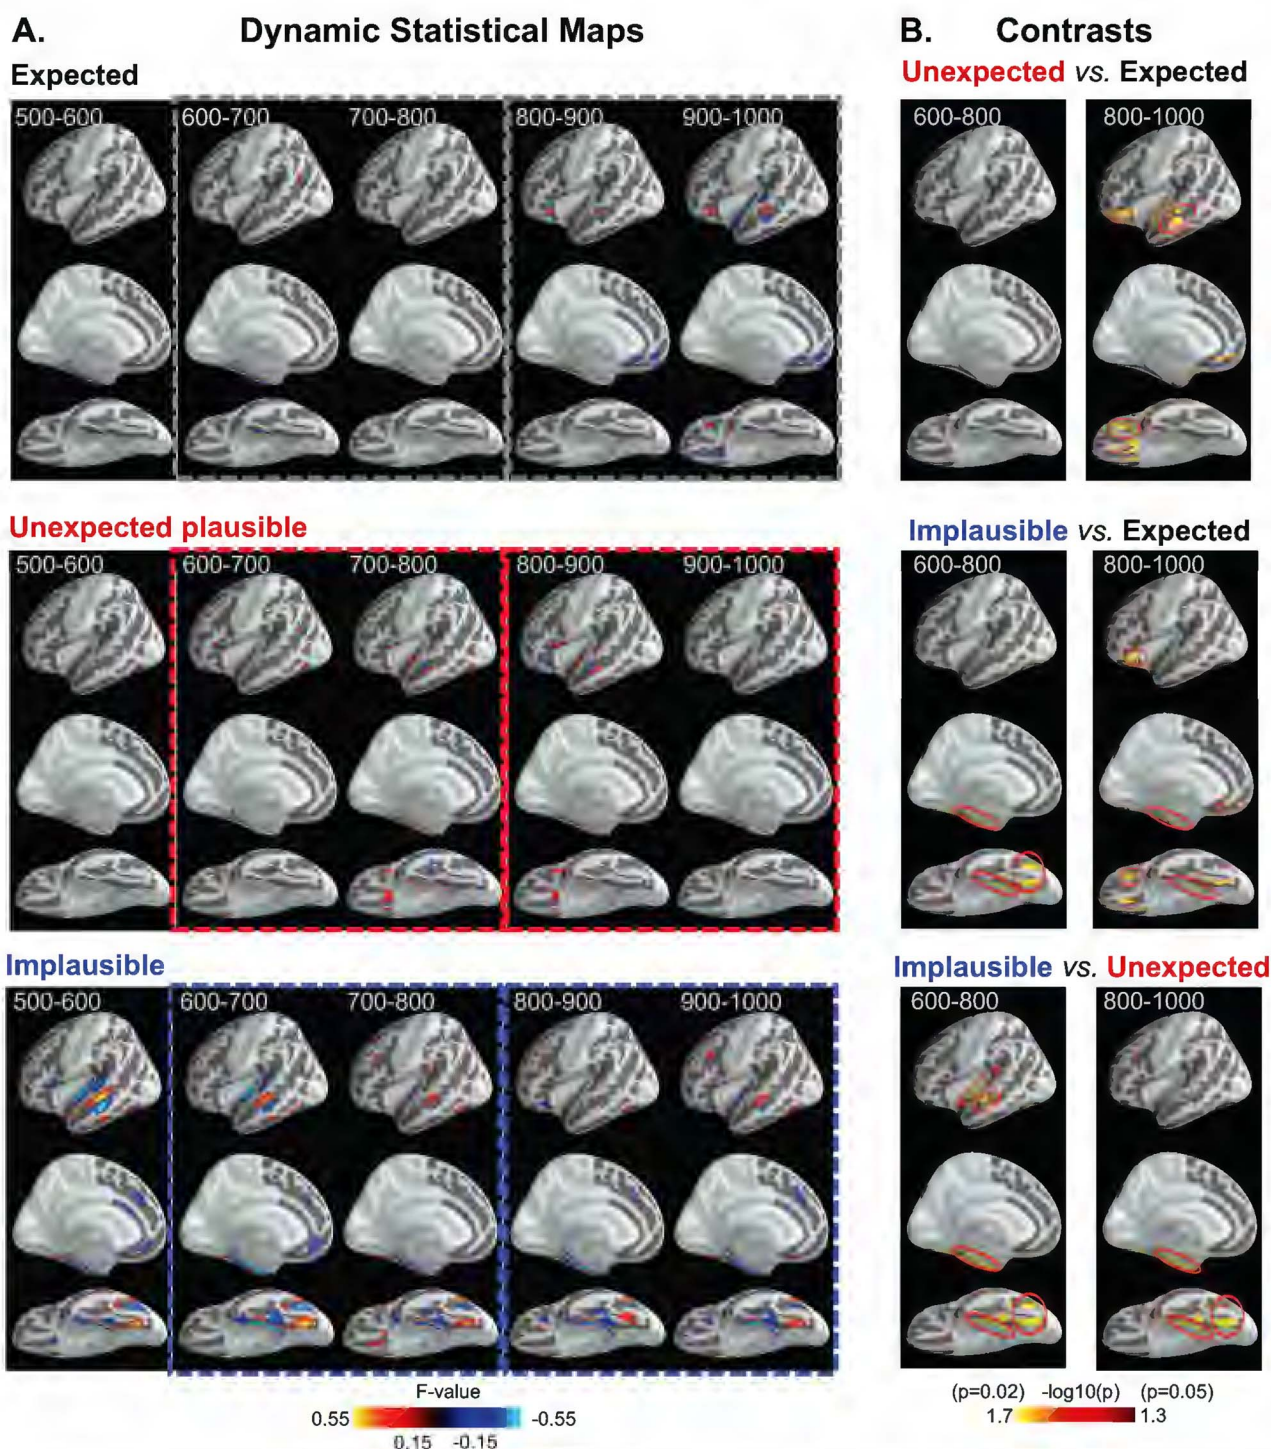 A. Dynamic Statistical Maps
B. Contrasts
Expected
500-600 600-700 700-800 800-900 900-1000
Unexpected vs. Expected
600-800 800-1000
Unexpected plausible
500-600 600-700 700-800 800-900 900-1000
Implausible vs. Expected
600-800 800-1000
Implausible
500-600 600-700 700-800 800-900 900-1000
Implausible vs. Unexpected
600-800 800-1000
F-value
0.55 -0.55
0.15 -0.15
(p=0.02) -log10(p) (p=0.05)
1.7 1.3